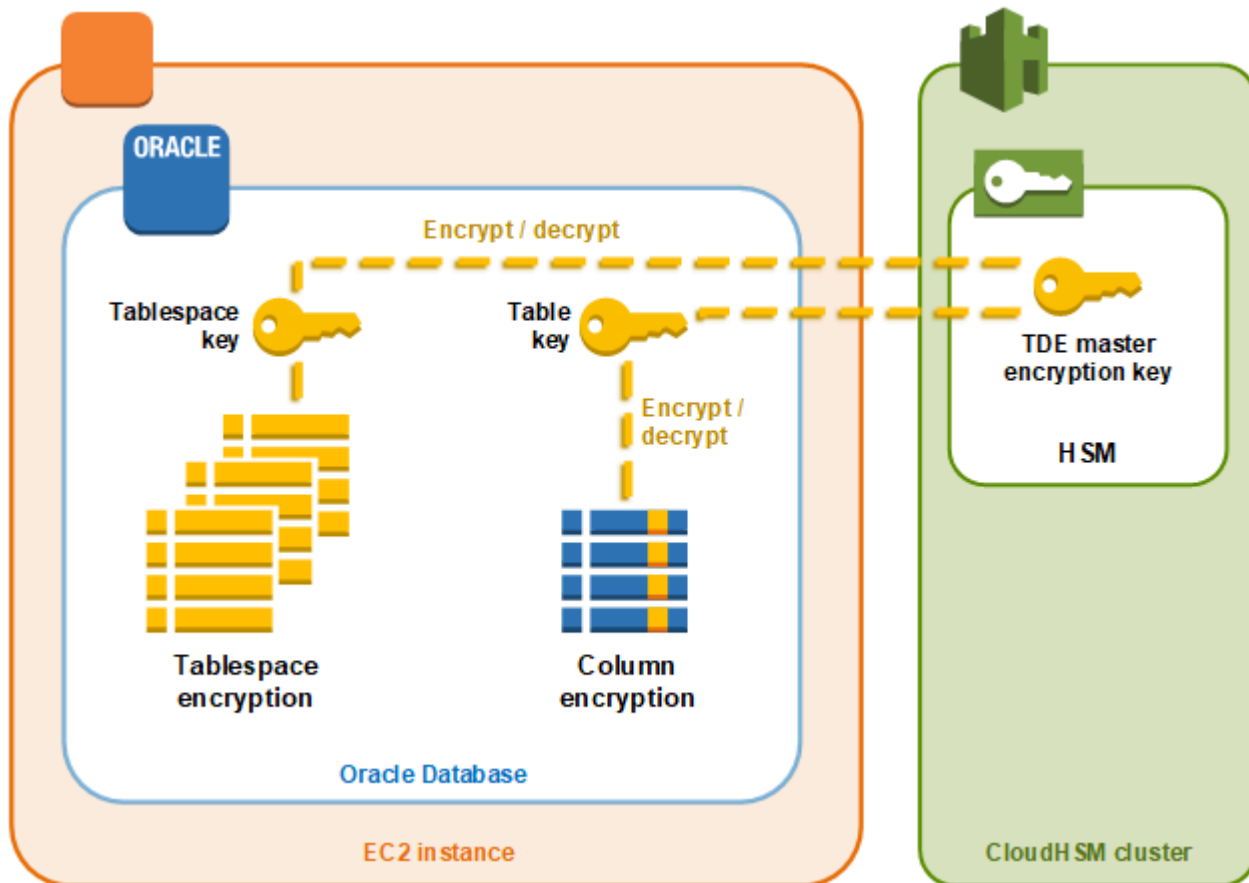 ORACLE
Encrypt / decrypt
Tablespace
key
Table
key
TDE master
encryption key
Encrypt /
decrypt
HSM
Tablespace
encryption
Column
encryption
Oracle Database
EC2 instance
CloudHSM cluster